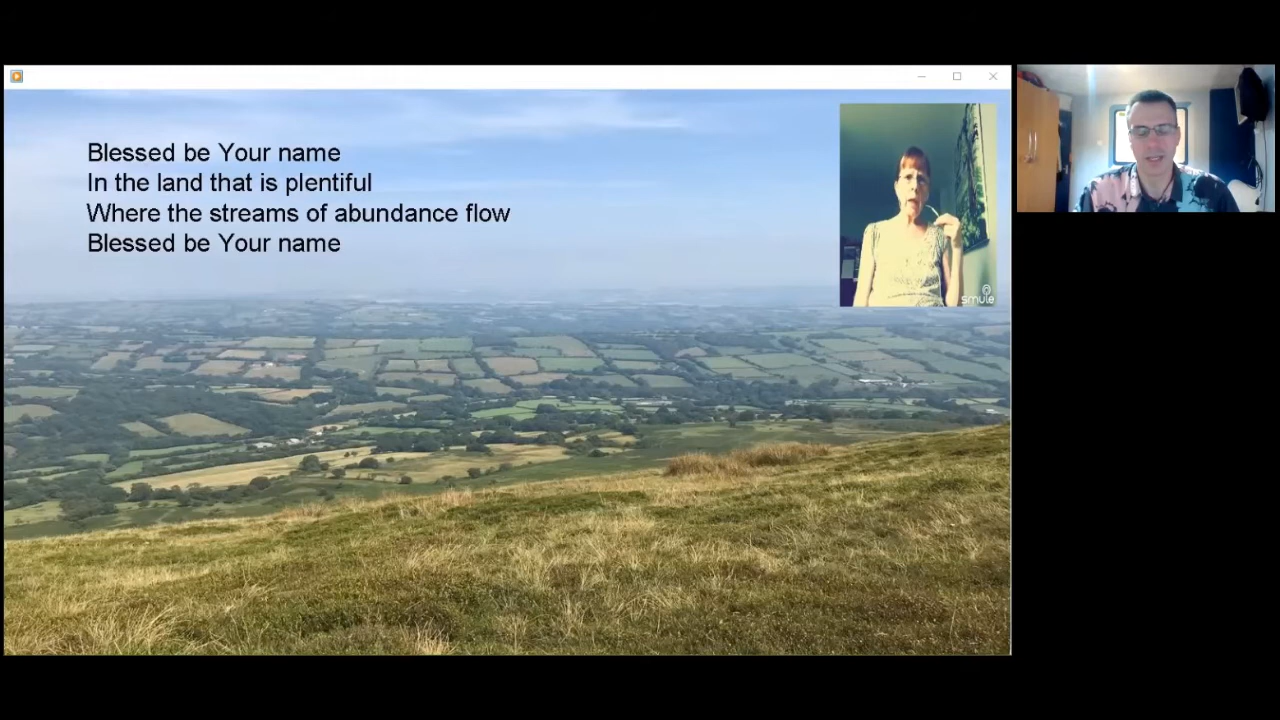 Blessed be Your name
In the land that is plentiful
Where the streams of abundance flow
Blessed be Your name
smule